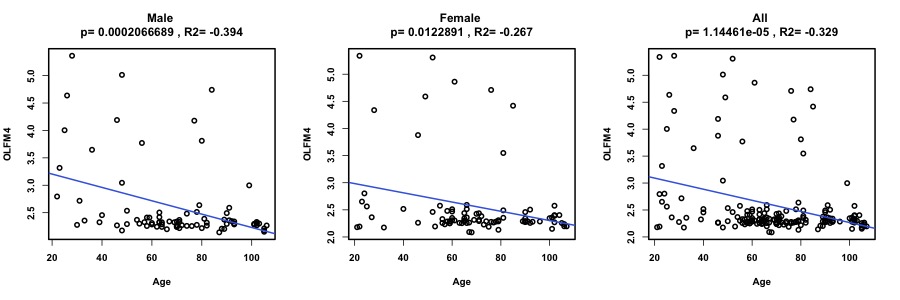 Male
p= 0.0002066689 , R2= -0.394
OLFM4
5.0
4.5
4.0
3.5
3.0
2.5
20 40 60 80 100
Age
Female
p= 0.0122891 , R2= -0.267
OLFM4
5.0
4.5
4.0
3.5
3.0
2.5
2.0
20 40 60 80 100
Age
All
p= 1.14461e-05 , R2= -0.329
OLFM4
5.0
4.5
4.0
3.5
3.0
2.5
2.0
20 40 60 80 100
Age